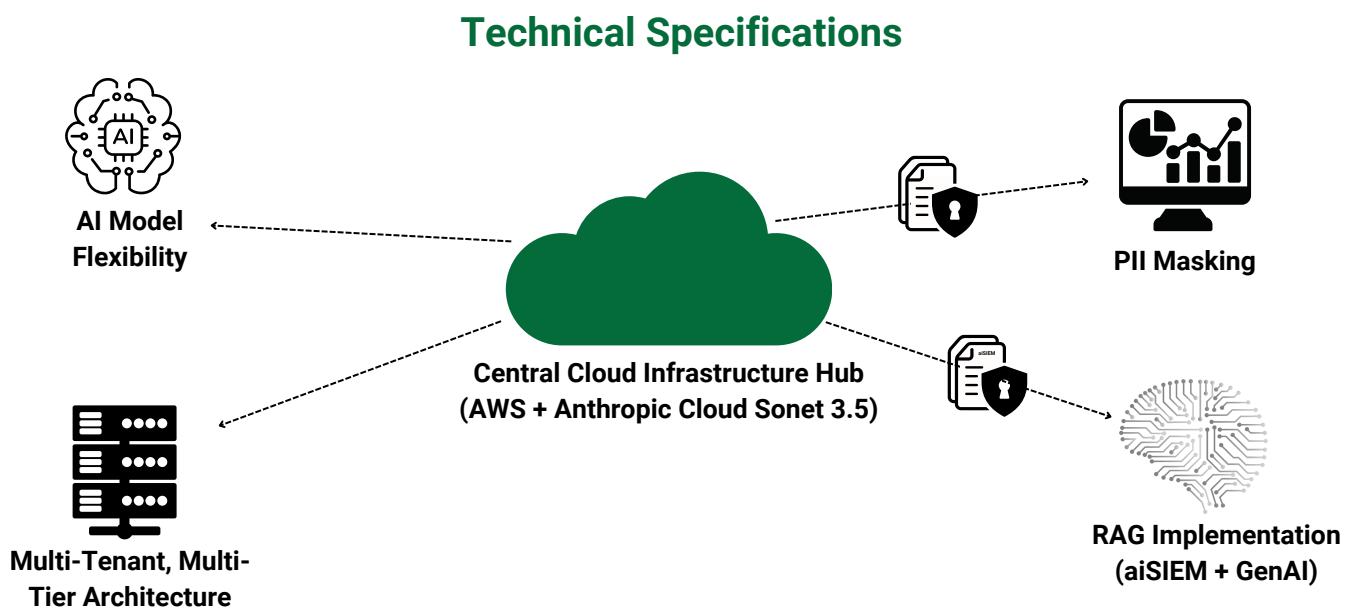 Technical Specifications
AI
AI Model
Flexibility
PII Masking
Central Cloud Infrastructure Hub
(AWS + Anthropic Cloud Sonet 3.5)
aiSIEM
Multi-Tenant, Multi-
Tier Architecture
RAG Implementation
(aiSIEM + GenAI)